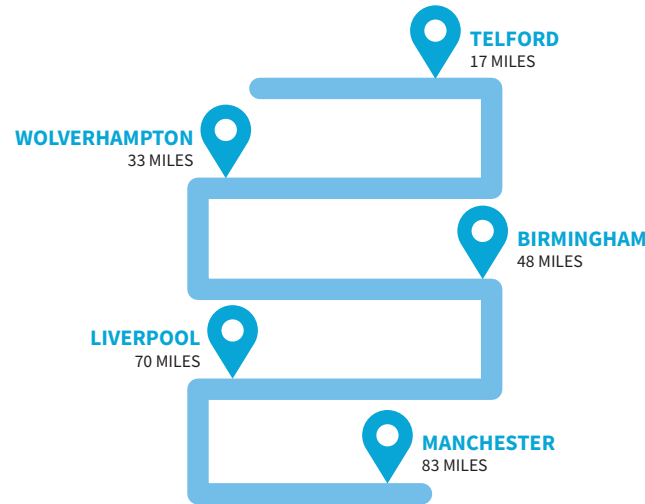 TELFORD
17 MILES
WOLVERHAMPTON
33 MILES
BIRMINGHAM
48 MILES
LIVERPOOL
70 MILES
MANCHESTER
83 MILES